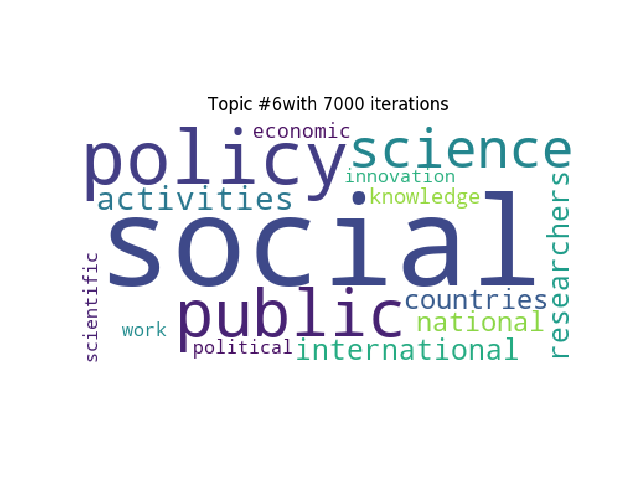 Topic #6with 7000 iterations
economic
policy
science
innovation
activities
knowledge
social
researchers
scientific
public
countries
national
work
political
international